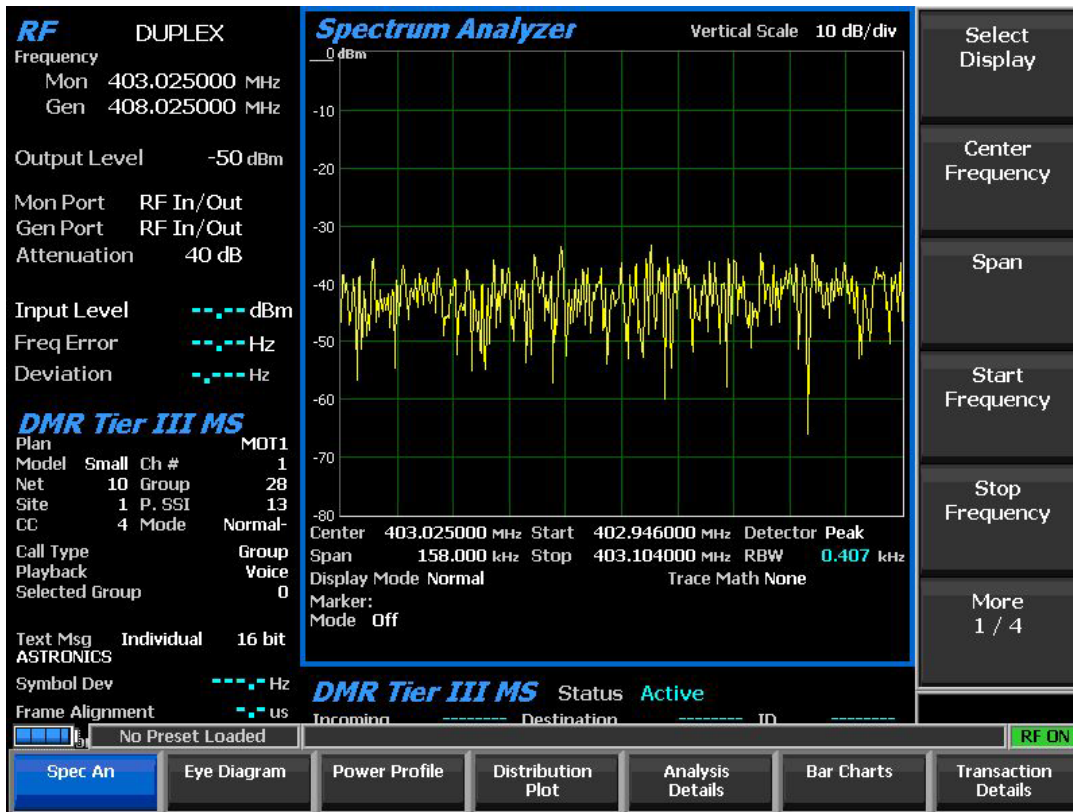 RF DUPLEX
Frequency
Mon 403.025000 MHz
Gen 408.025000 MHz
Output Level -50 dBm
Mon Port RF In/Out
Gen Port RF In/Out
Attenuation 40 dB
Input Level --.-- dBm
Freq Error --.-- Hz
Deviation -.--- Hz
DMR Tier III MS
Plan MOT1
Model Small Ch # 1
Net 10 Group 28
Site 1 P. SSI 13
CC 4 Mode Normal-
Call Type Group
Playback Voice
Selected Group 0
Text Msg Individual 16 bit
ASTRONICS
Symbol Dev ---.- Hz
Frame Alignment -.- us
Spectrum Analyzer Vertical Scale 10 dB/div
0 dBm
-10
-20
-30
-40
-50
-60
-70
-80
Center 403.025000 MHz Start 402.946000 MHz Detector Peak
Span 158.000 kHz Stop 403.104000 MHz RBW 0.407 kHz
Display Mode Normal Trace Math None
Marker:
Mode Off
DMR Tier III MS Status Active
Incoming -------- Destination -------- ID --------
Select
Display
Center
Frequency
Span
Start
Frequency
Stop
Frequency
More
1 / 4
No Preset Loaded
RF ON
Spec An
Eye Diagram
Power Profile
Distribution
Plot
Analysis
Details
Bar Charts
Transaction
Details